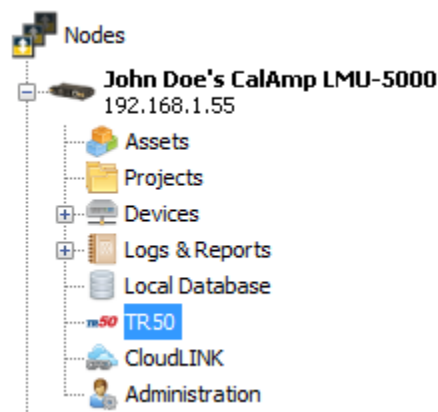 Nodes
John Doe's CalAmp LMU-5000
192.168.1.55
Assets
Projects
Devices
Logs & Reports
Local Database
TR50 TR50
CloudLINK
Administration